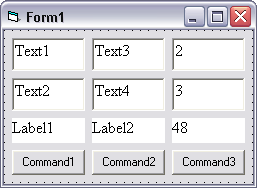 Form1
Text1 Text3 2
Text2 Text4 3
Label1 Label2 48
Command1 Command2 Command3